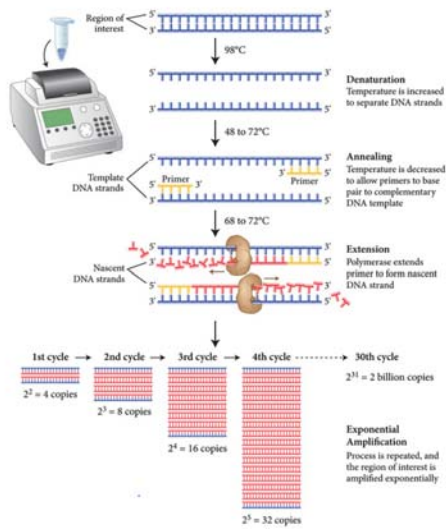 Region of
interest
5' 3'
3' 5'
98°C
5' 3'
3' 5'
Denaturation
Temperature is increased
to separate DNA strands
48 to 72°C
5' 3'
3' 5'
Primer
Template
DNA strands
Primer
5' 3'
3' 5'
Annealing
Temperature is decreased
to allow primers to base
pair to complementary
DNA template
68 to 72°C
5' 3'
3' 5'
Nascent
DNA strands
5' 3'
3' 5'
Extension
Polymerase extends
primer to form nascent
DNA strand
1st cycle 2nd cycle 3rd cycle 4th cycle 30th cycle
2² = 4 copies
2³ = 8 copies
2⁴ = 16 copies
2⁵ = 32 copies
2³¹ = 2 billion copies
Exponential
Amplification
Process is repeated, and
the region of interest is
amplified exponentially